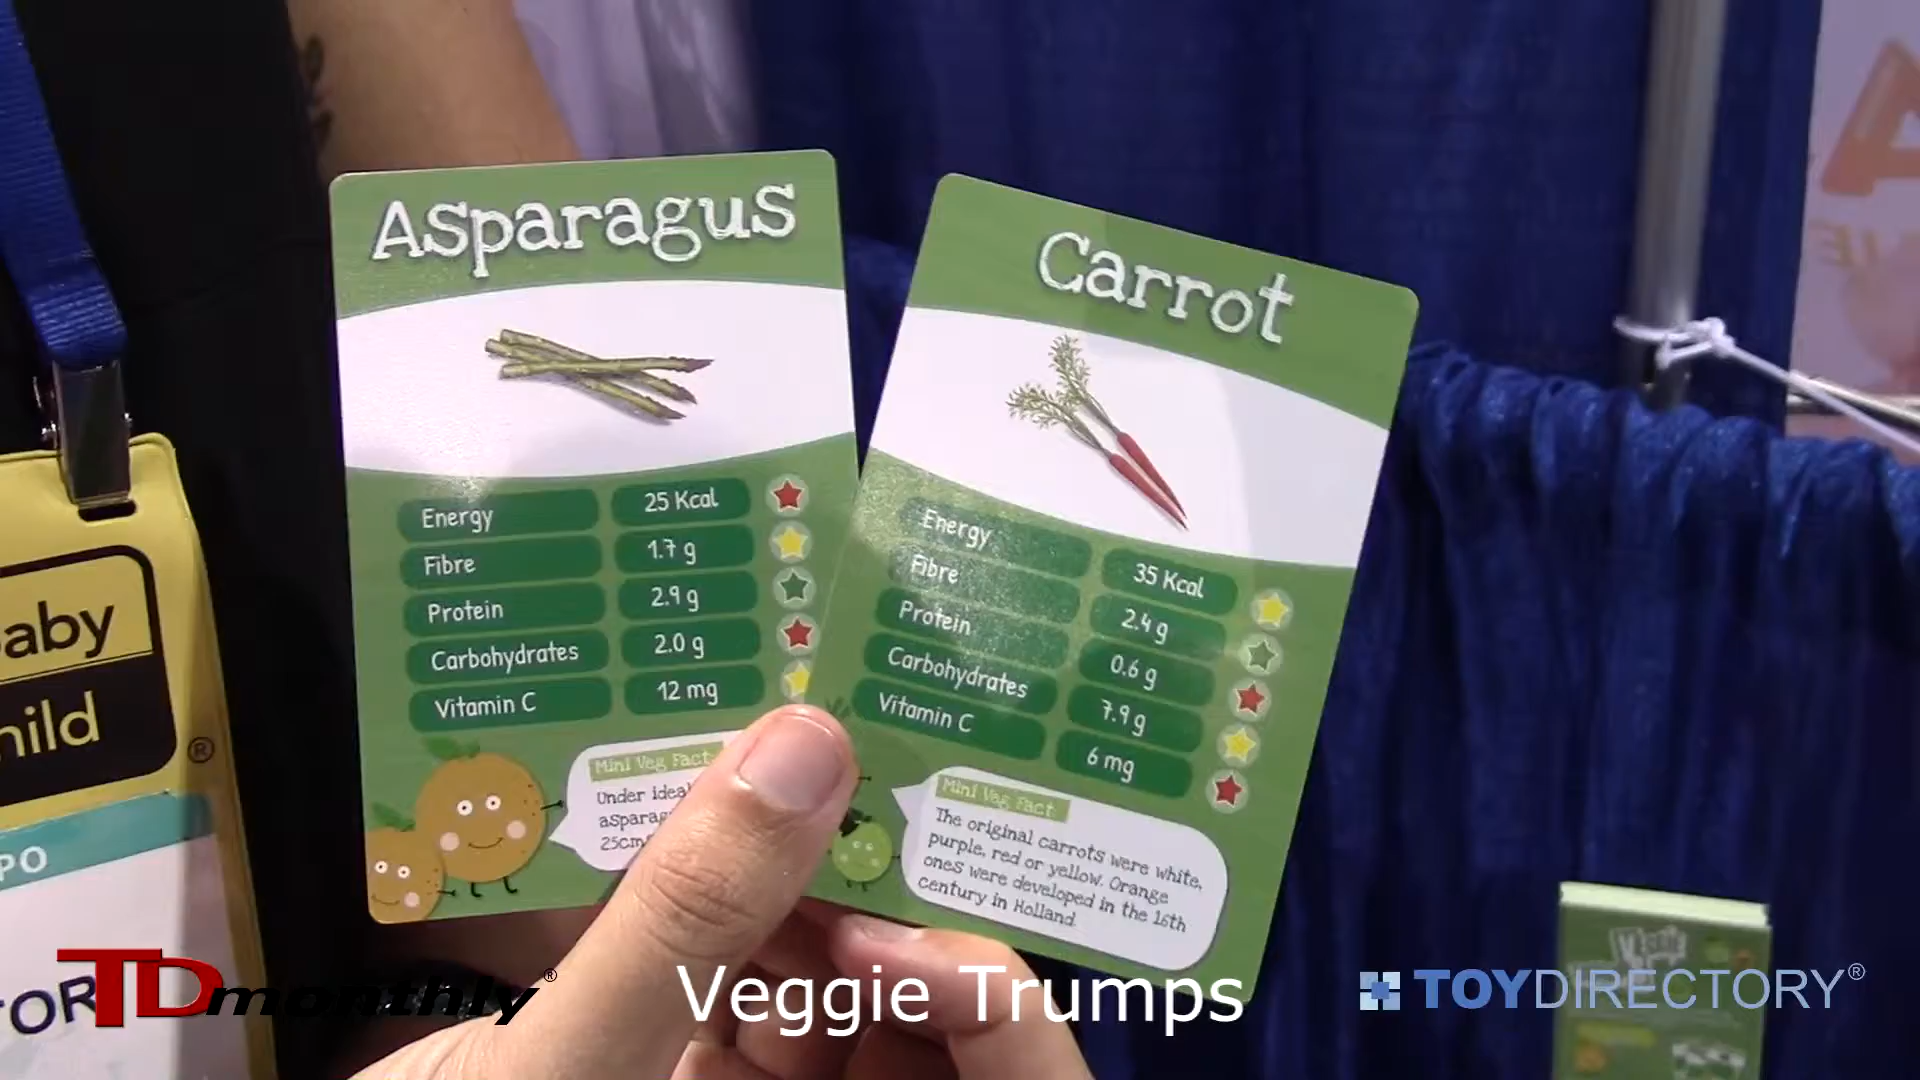 Asparagus
Energy 25 Kcal
Fibre 1.7 g
Protein 2.9 g
Carbohydrates 2.0 g
Vitamin C 12 mg
Mini Veg Fact
Under ideal
25cm
Carrot
Energy 35 Kcal
Fibre 2.4 g
Protein 0.6 g
Carbohydrates 7.9 g
Vitamin C 6 mg
Mini Veg Fact
The original carrots were white,
purple, red or yellow. Orange
ones were developed in the 16th
century in Holland.
aby
hild ®
PO
TOR
A
Veggie
TDmonthly®
Veggie Trumps
TOYDIRECTORY®